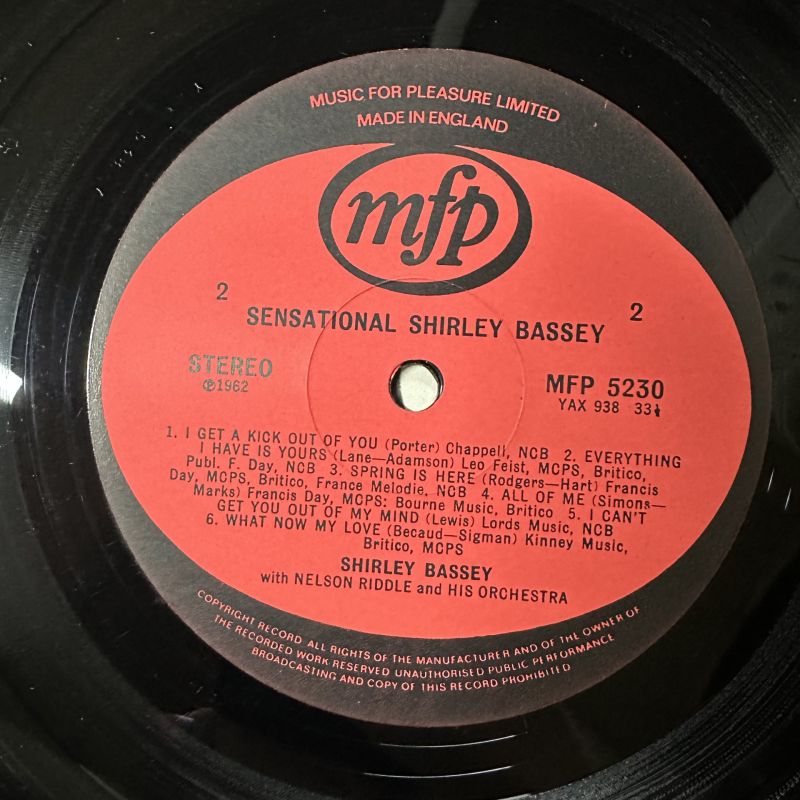 MUSIC FOR PLEASURE LIMITED
MADE IN ENGLAND
mfp
2 2
SENSATIONAL SHIRLEY BASSEY
STEREO MFP 5230
℗1962 YAX 938 33⅓
1. I GET A KICK OUT OF YOU (Porter) Chappell, NCB 2. EVERYTHING
I HAVE IS YOURS (Lane—Adamson) Leo Feist, MCPS, Britico,
Publ. F. Day, NCB 3. SPRING IS HERE (Rodgers—Hart) Francis
Day, MCPS, Britico, France Melodie, NCB 4. ALL OF ME (Simons—
Marks) Francis Day, MCPS: Bourne Music, Britico 5. I CAN'T
GET YOU OUT OF MY MIND (Lewis) Lords Music, NCB
6. WHAT NOW MY LOVE (Becaud—Sigman) Kinney Music,
Britico, MCPS
SHIRLEY BASSEY
with NELSON RIDDLE and HIS ORCHESTRA
COPYRIGHT RECORD ALL RIGHTS OF THE MANUFACTURER AND OF THE OWNER OF
THE RECORDED WORK RESERVED UNAUTHORISED PUBLIC PERFORMANCE
BROADCASTING AND COPY OF THIS RECORD PROHIBITED